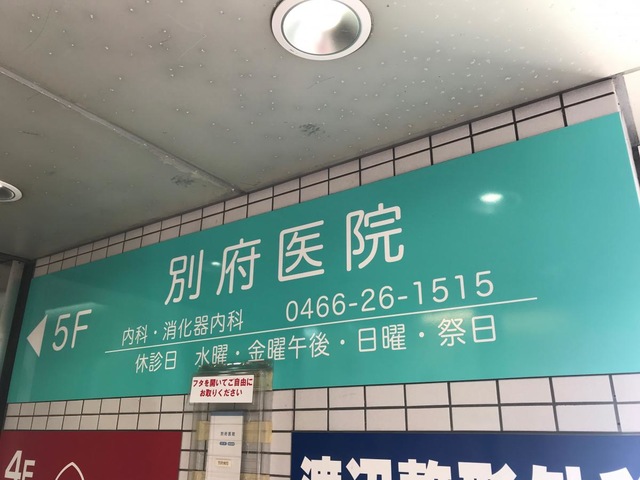 別府医院
5F
内科・消化器内科 0466-26-1515
休診日 水曜・金曜午後・日曜・祭日
フタを開いてご自由に
お取りください
4F